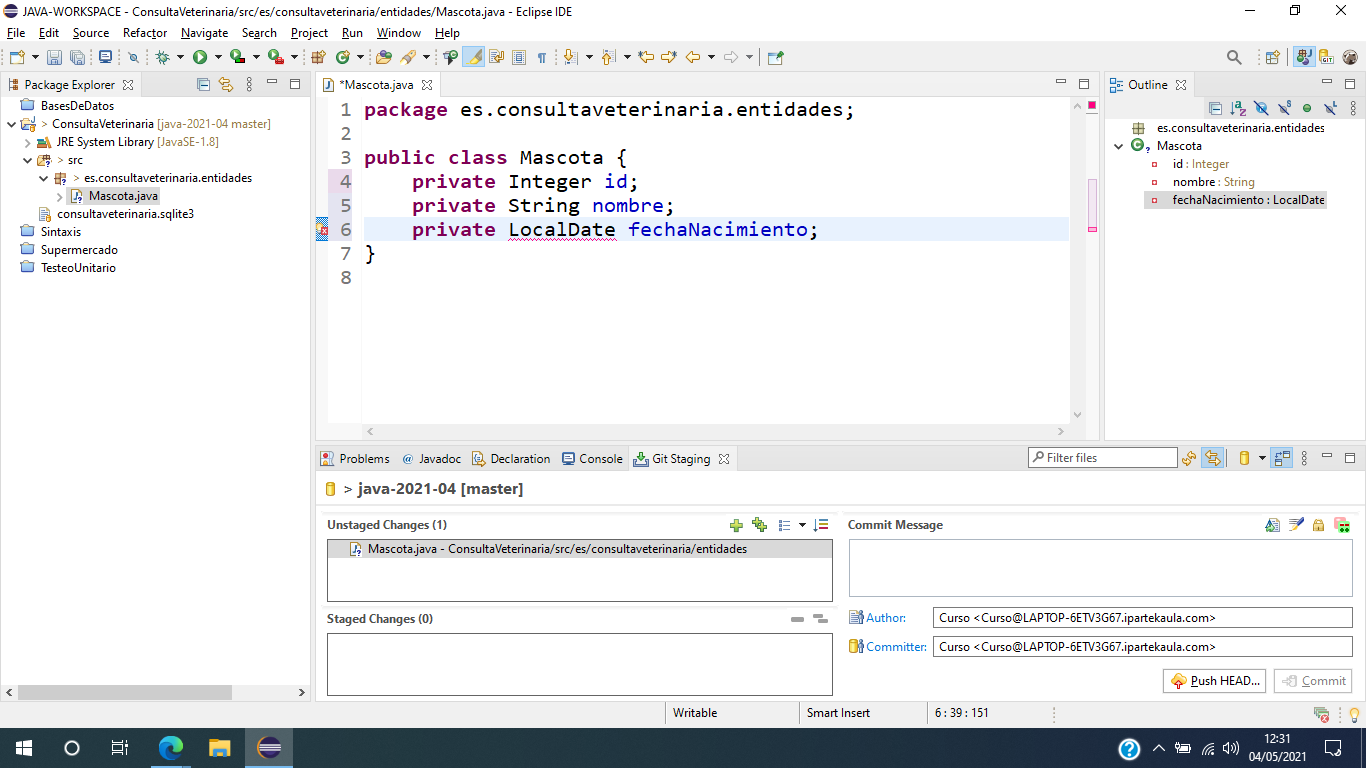 JAVA-WORKSPACE - ConsultaVeterinaria/src/es/consultaveterinaria/entidades/Mascota.java - Eclipse IDE
File Edit Source Refactor Navigate Search Project Run Window Help
Package Explorer
BasesDeDatos
> ConsultaVeterinaria [java-2021-04 master]
JRE System Library [JavaSE-1.8]
> src
> es.consultaveterinaria.entidades
Mascota.java
consultaveterinaria.sqlite3
Sintaxis
Supermercado
TesteoUnitario
*Mascota.java
1 package es.consultaveterinaria.entidades;
2
3 public class Mascota {
4 private Integer id;
5 private String nombre;
6 private LocalDate fechaNacimiento;
7 }
8
Outline
es.consultaveterinaria.entidades
Mascota
id : Integer
nombre : String
fechaNacimiento : LocalDate
Problems @ Javadoc Declaration Console Git Staging
Filter files
> java-2021-04 [master]
Unstaged Changes (1)
Mascota.java - ConsultaVeterinaria/src/es/consultaveterinaria/entidades
Staged Changes (0)
Commit Message
Author: Curso <Curso@LAPTOP-6ETV3G67.ipartekaula.com>
Committer: Curso <Curso@LAPTOP-6ETV3G67.ipartekaula.com>
Push HEAD... Commit
Writable Smart Insert 6 : 39 : 151
12:31
04/05/2021